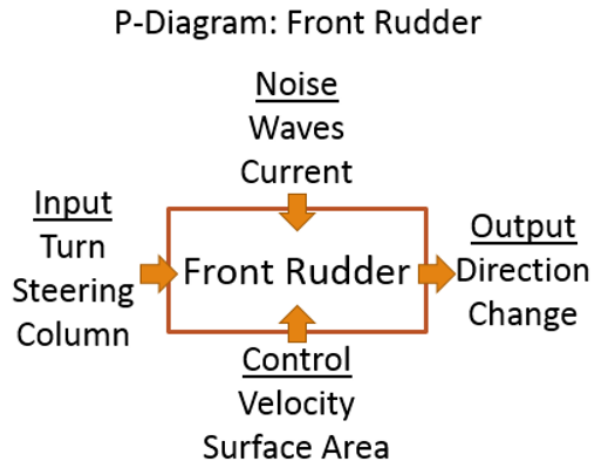 P-Diagram: Front Rudder
Noise
Waves
Current
Input
Turn
Steering
Column
Front Rudder
Output
Direction
Change
Control
Velocity
Surface Area